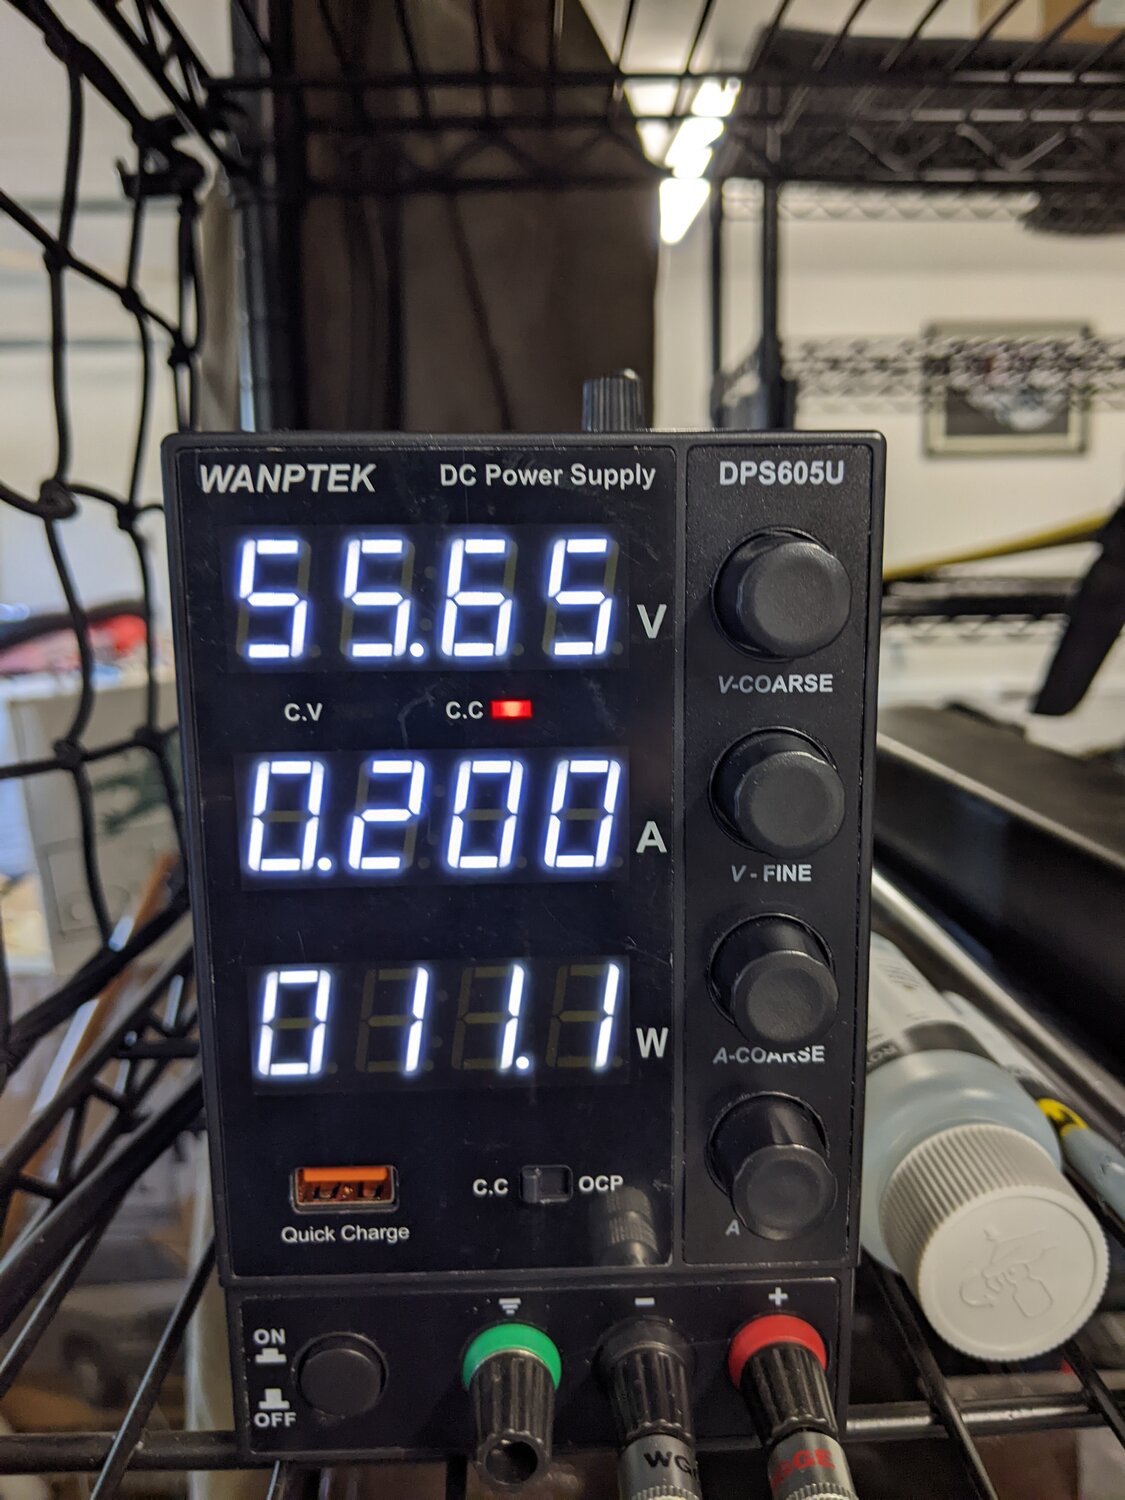 WANPTEK DC Power Supply DPS605U
55.65 V
V-COARSE
C.V C.C
0.200 A
V - FINE
011.1 W
A-COARSE
C.C OCP
Quick Charge
A
ON
OFF
- +